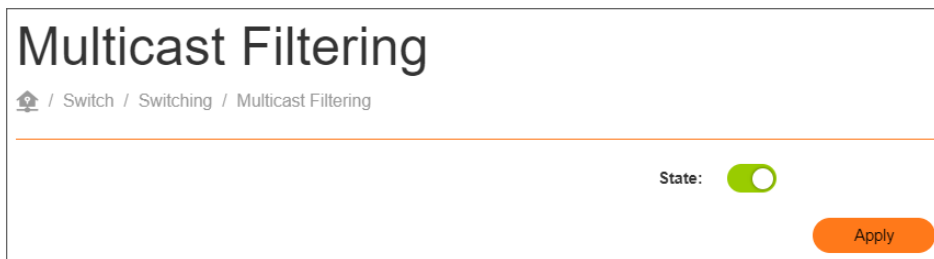 Multicast Filtering
/ Switch / Switching / Multicast Filtering
State:
Apply